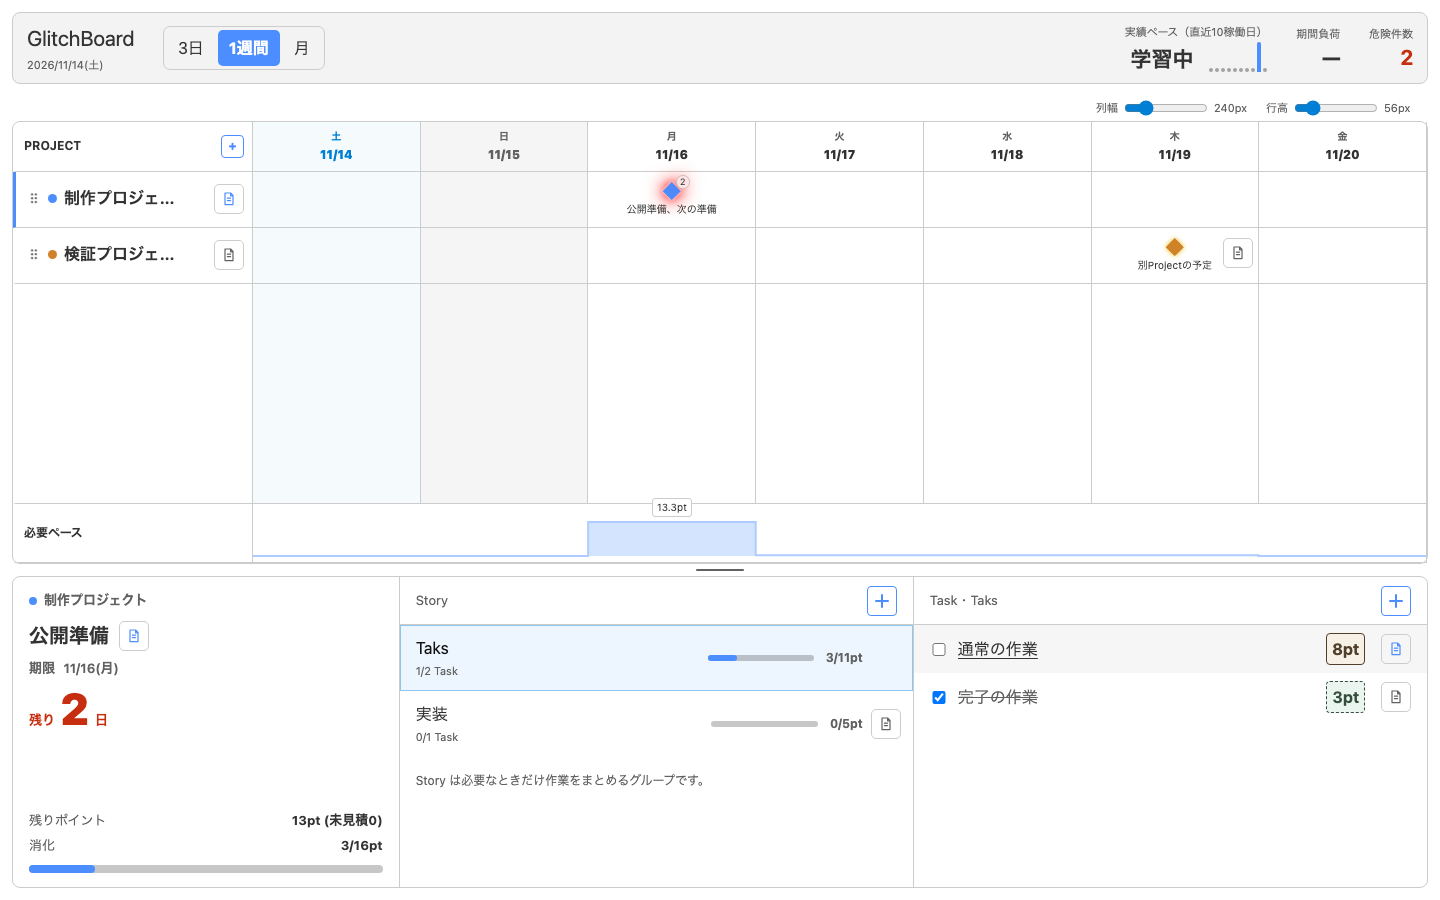 GlitchBoard
2026/11/14(土)
3日 1週間 月
実績ペース（直近10稼働日）
学習中
期間負荷
—
危険件数
2
列幅 240px 行高 56px
PROJECT +
土 日 月 火 水 木 金
11/14 11/15 11/16 11/17 11/18 11/19 11/20
制作プロジェ...
2
公開準備、次の準備
検証プロジェ...
別Projectの予定
必要ペース
13.3pt
制作プロジェクト
公開準備
期限 11/16(月)
残り 2 日
残りポイント 13pt (未見積0)
消化 3/16pt
Story +
Taks
1/2 Task
3/11pt
実装
0/1 Task
0/5pt
Story は必要なときだけ作業をまとめるグループです。
Task・Taks +
通常の作業 8pt
完了の作業 3pt